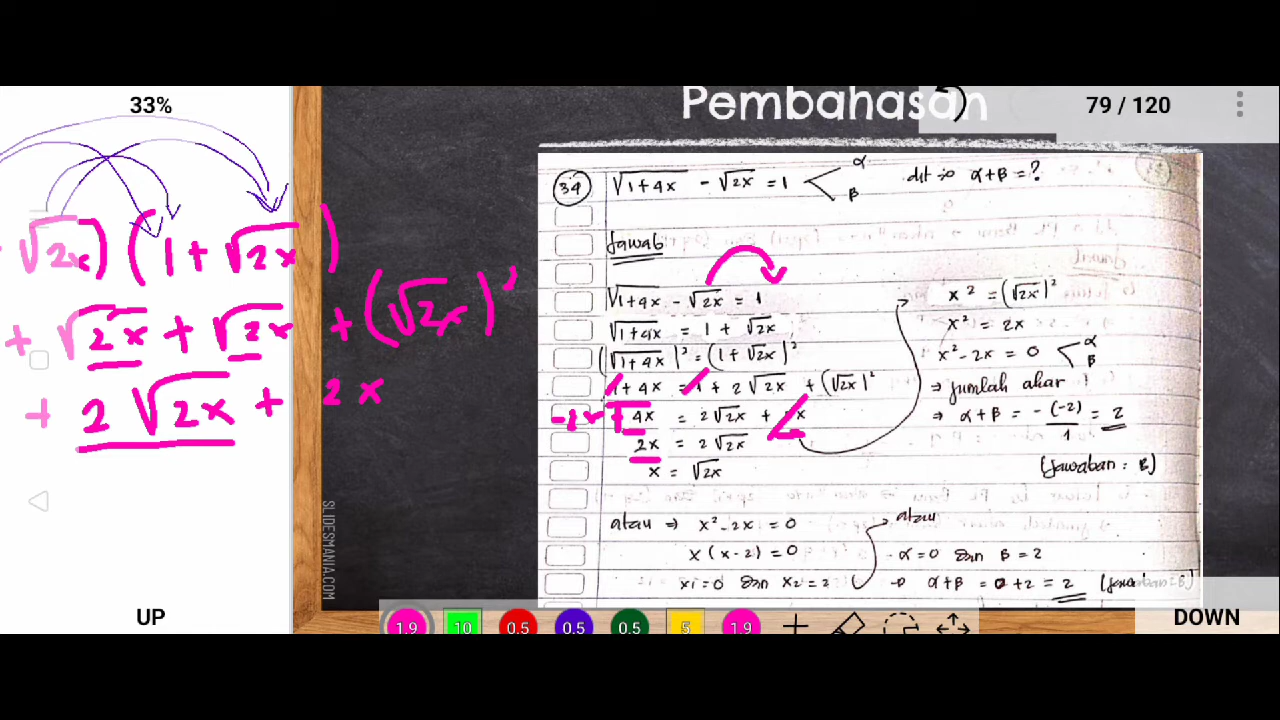 33%
Pembahasan
79 / 120
√2x) (1 + √2x)
+ √2x + √2x + (√2x)²
+ 2√2x + 2x
34 √1+4x - √2x = 1 < α β dit ⇒ α+β = ?
Jawab
√1+4x - √2x = 1
√1+4x = 1 + √2x
(√1+4x)² = (1 + √2x)²
1 + 4x = 1 + 2√2x + (√2x)²
4x = 2√2x + x
2x = 2√2x
x = √2x
x² = (√2x)²
x² = 2x
x² - 2x = 0 < α β
⇒ jumlah akar
⇒ α+β = -(-2)/1 = 2
(Jawaban : B)
atau ⇒ x² - 2x = 0
x (x-2) = 0
x1 = 0 dan x2 = 2
atau
α = 0 dan β = 2
⇒ α+β = 0+2 = 2 (Jawaban : B)
SLIDESMANIA.COM
UP
1.9 10 0.5 0.5 0.5 5 1.9
DOWN